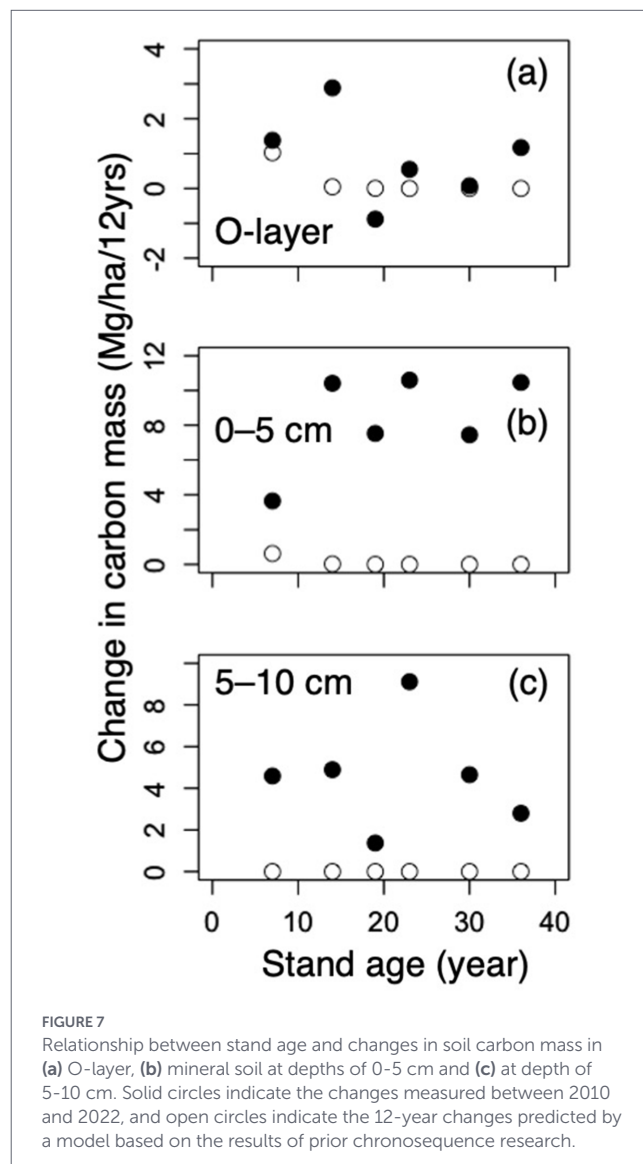 Change in carbon mass (Mg/ha/12yrs)
4
2
0
-2
(a)
O-layer
12
8
4
0
0–5 cm
(b)
8
6
4
2
0
5–10 cm
(c)
0 10 20 30 40
Stand age (year)
FIGURE 7
Relationship between stand age and changes in soil carbon mass in
(a) O-layer, (b) mineral soil at depths of 0-5 cm and (c) at depth of
5-10 cm. Solid circles indicate the changes measured between 2010
and 2022, and open circles indicate the 12-year changes predicted by
a model based on the results of prior chronosequence research.